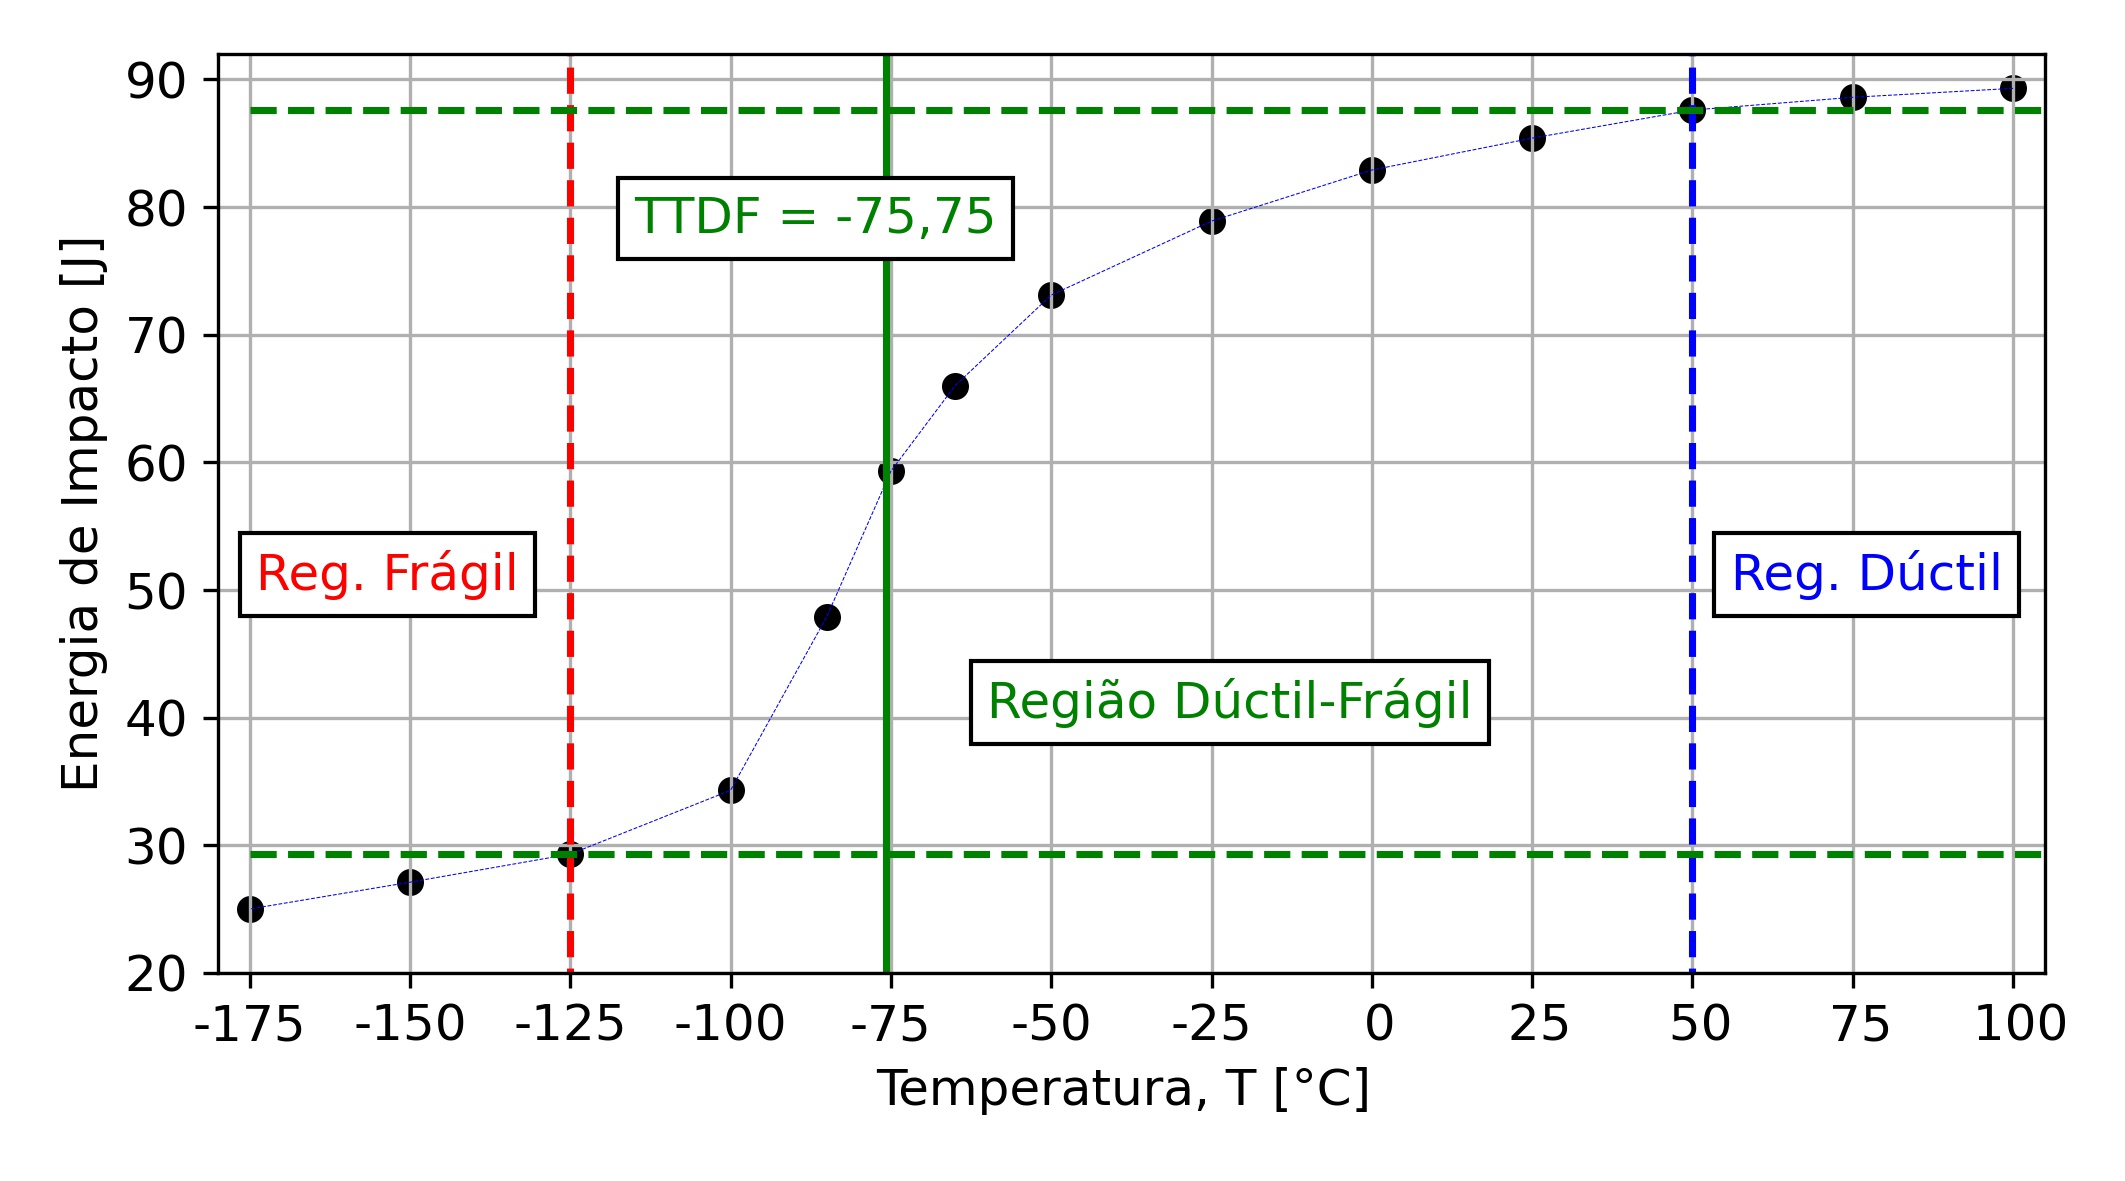 Energia de Impacto [J]
90
80
70
60
50
40
30
20
TTDF = -75,75
Reg. Frágil
Reg. Dúctil
Região Dúctil-Frágil
-175 -150 -125 -100 -75 -50 -25 0 25 50 75 100
Temperatura, T [°C]